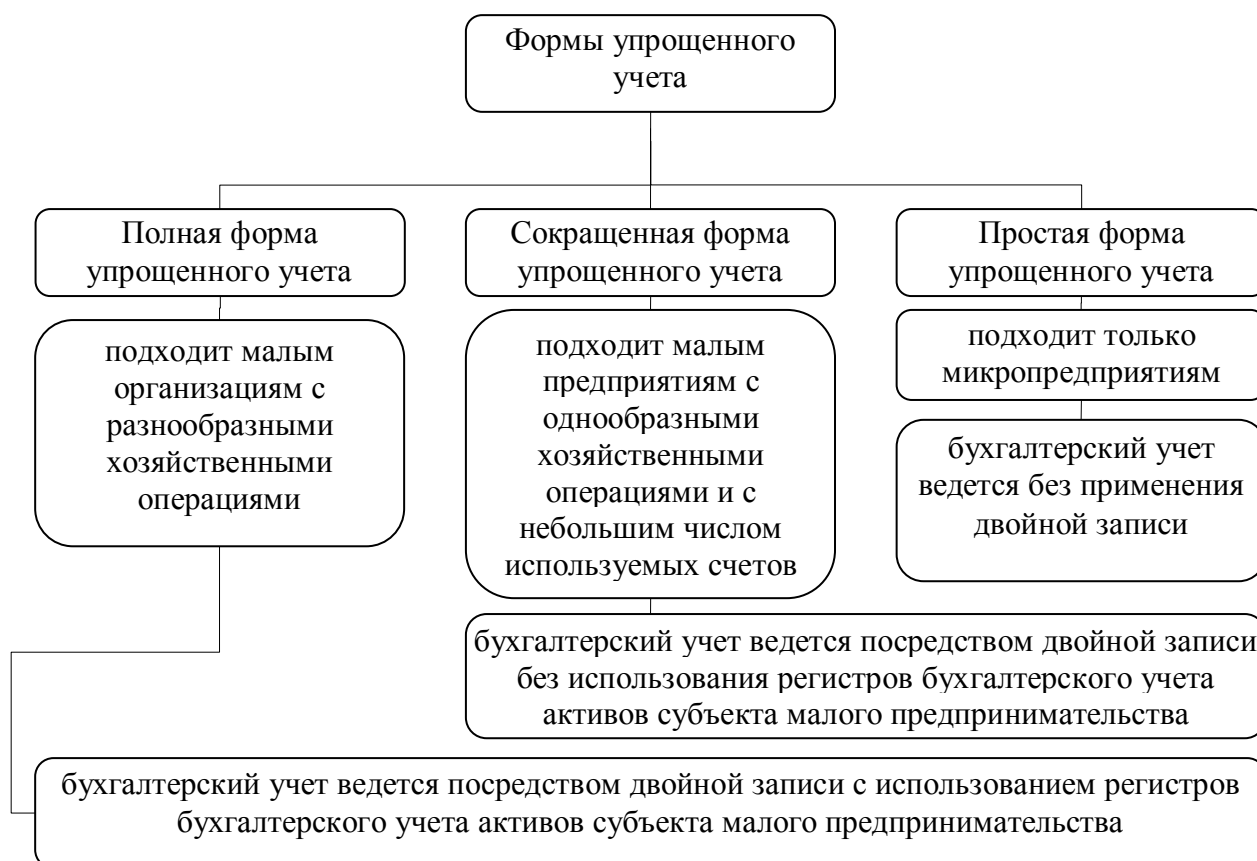 Формы упрощенного
учета
Полная форма
упрощенного учета
Сокращенная форма
упрощенного учета
Простая форма
упрощенного учета
подходит малым
организациям с
разнообразными
хозяйственными
операциями
подходит малым
предприятиям с
однообразными
хозяйственными
операциями и с
небольшим числом
используемых счетов
подходит только
микропредприятиям
бухгалтерский учет
ведется без применения
двойной записи
бухгалтерский учет ведется посредством двойной записи
без использования регистров бухгалтерского учета
активов субъекта малого предпринимательства
бухгалтерский учет ведется посредством двойной записи с использованием регистров
бухгалтерского учета активов субъекта малого предпринимательства